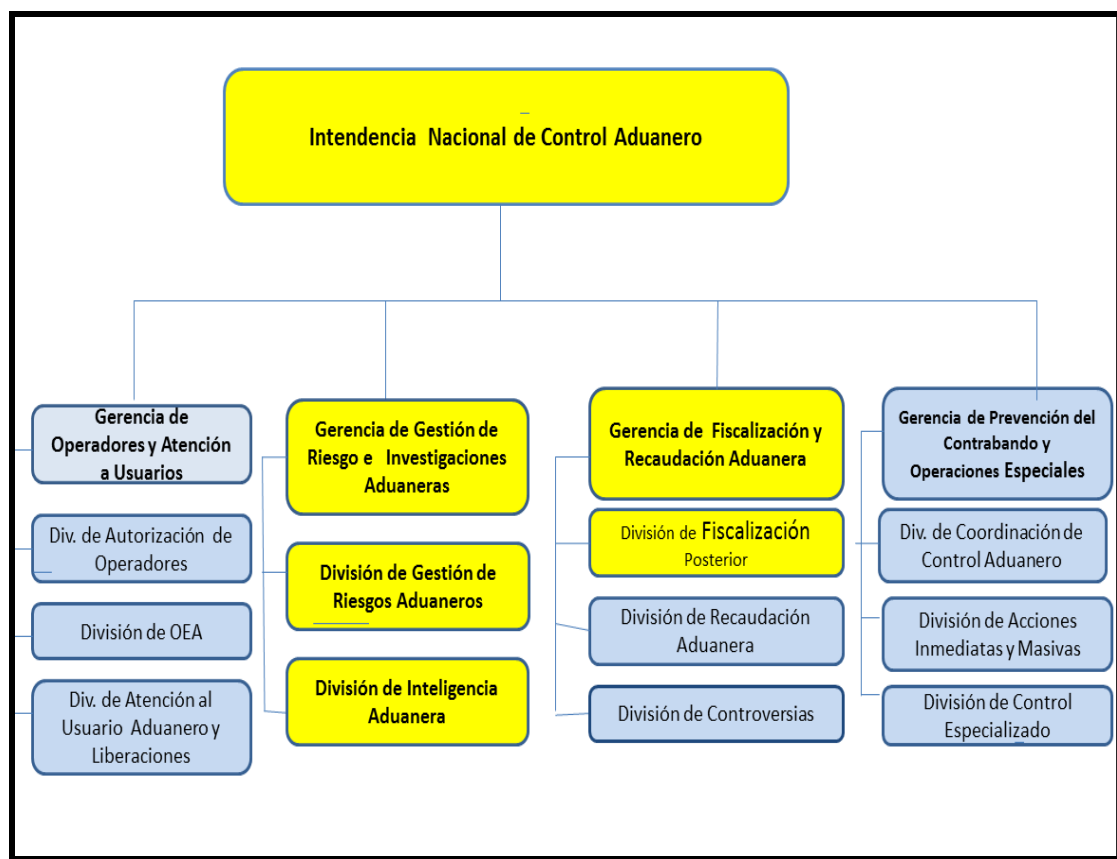 Intendencia Nacional de Control Aduanero
Gerencia de
Operadores y Atención
a Usuarios
Div. de Autorización de
Operadores
División de OEA
Div. de Atención al
Usuario Aduanero y
Liberaciones
Gerencia de Gestión de
Riesgo e Investigaciones
Aduaneras
División de Gestión de
Riesgos Aduaneros
División de Inteligencia
Aduanera
Gerencia de Fiscalización y
Recaudación Aduanera
División de Fiscalización
Posterior
División de Recaudación
Aduanera
División de Controversias
Gerencia de Prevención del
Contrabando y
Operaciones Especiales
Div. de Coordinación de
Control Aduanero
División de Acciones
Inmediatas y Masivas
División de Control
Especializado